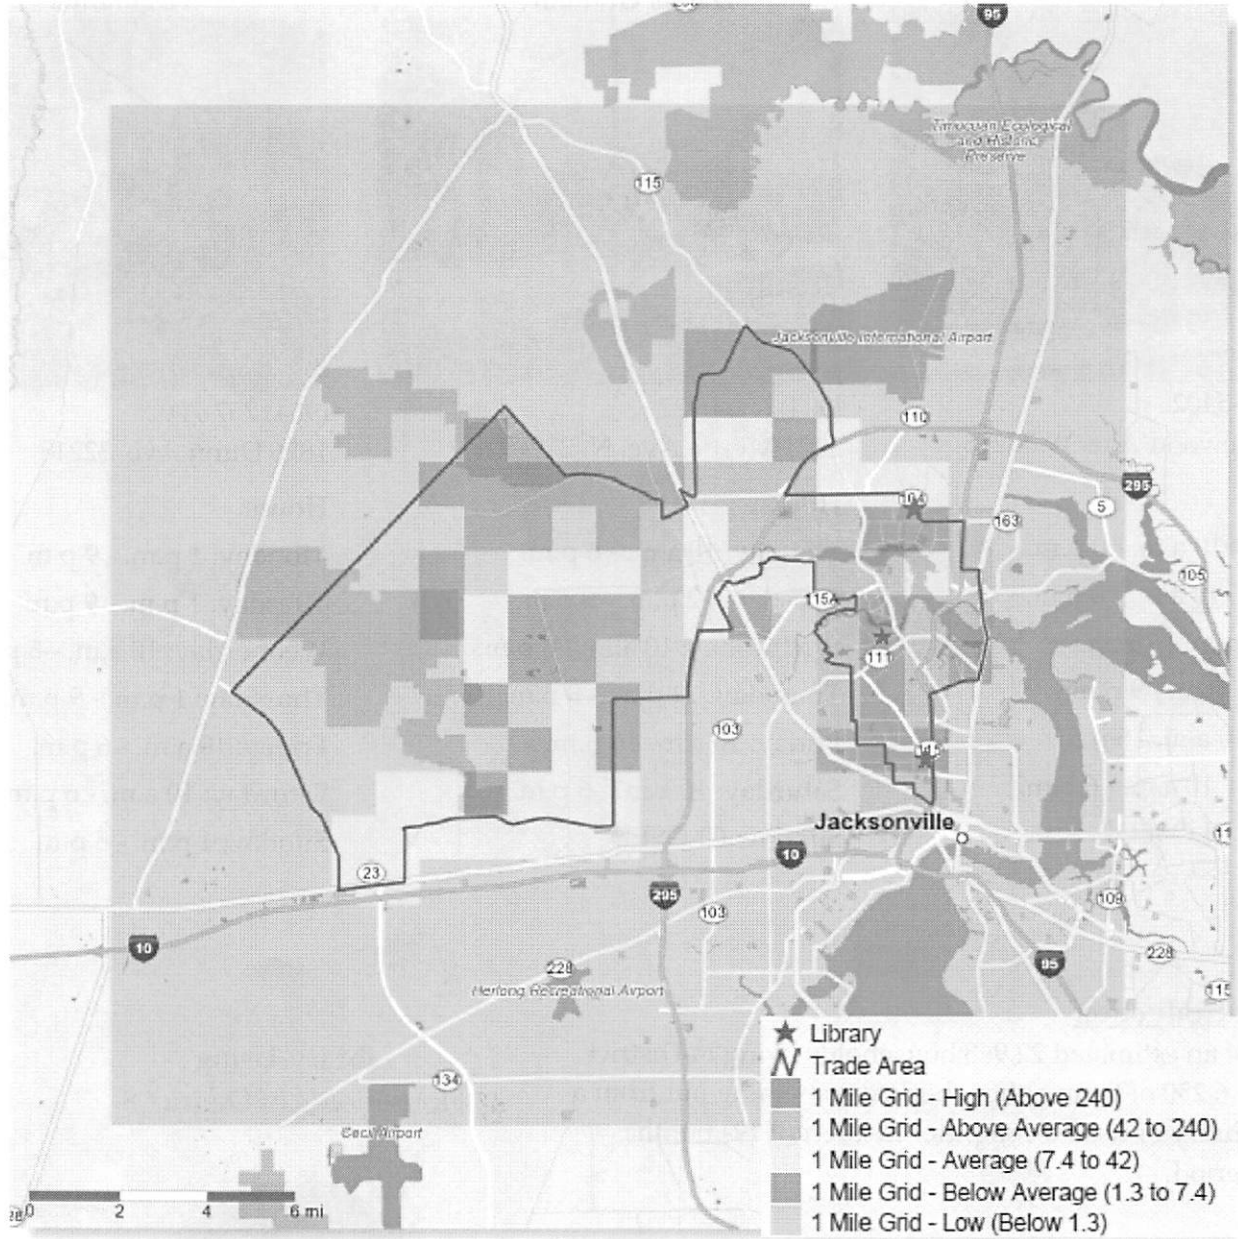 95
Timucuan Ecological
and Historic
Preserve
115
Jacksonville International Airport
110
295
104
163
5
105
115A
111
103
Jacksonville
10
23
295
103
109
10
228
95
228
115
Herlong Recreational Airport
134
Cecil Airport
0 2 4 6 mi
★ Library
Trade Area
1 Mile Grid - High (Above 240)
1 Mile Grid - Above Average (42 to 240)
1 Mile Grid - Average (7.4 to 42)
1 Mile Grid - Below Average (1.3 to 7.4)
1 Mile Grid - Low (Below 1.3)